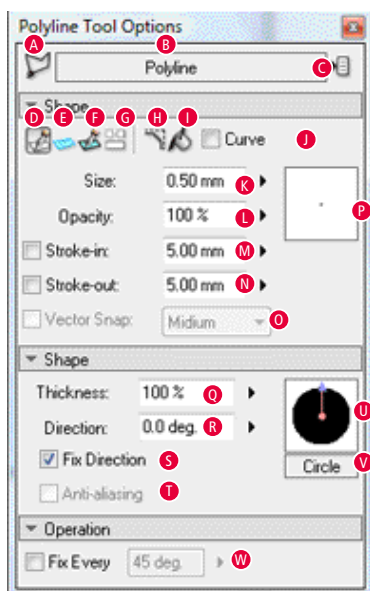 Polyline Tool Options
A B
Polyline C
Shape
D E F G H I
Curve J
Size: 0.50 mm K
P
Opacity: 100 % L
Stroke-in: 5.00 mm M
Stroke-out: 5.00 mm N
Vector Snap: Midium O
Shape
Thickness: 100 % Q
U
Direction: 0.0 deg. R
Fix Direction S
Circle V
Anti-aliasing T
Operation
Fix Every 45 deg. W